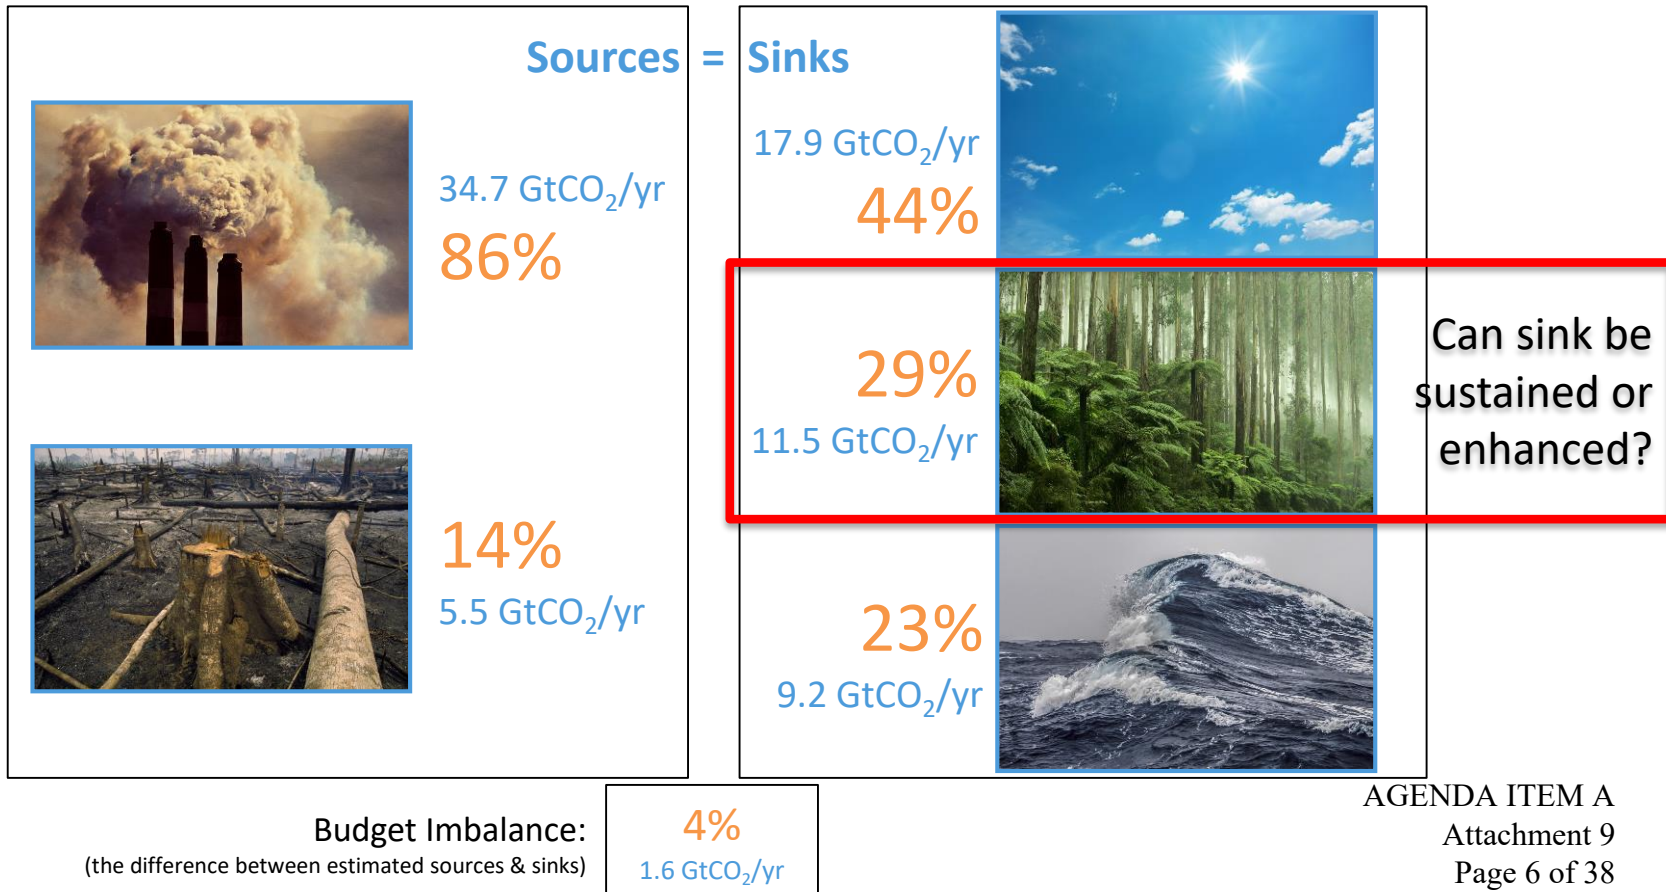 Sources = Sinks
34.7 GtCO₂/yr
86%
14%
5.5 GtCO₂/yr
17.9 GtCO₂/yr
44%
29%
11.5 GtCO₂/yr
Can sink be
sustained or
enhanced?
23%
9.2 GtCO₂/yr
Budget Imbalance:
(the difference between estimated sources & sinks)
4%
1.6 GtCO₂/yr
AGENDA ITEM A
Attachment 9
Page 6 of 38